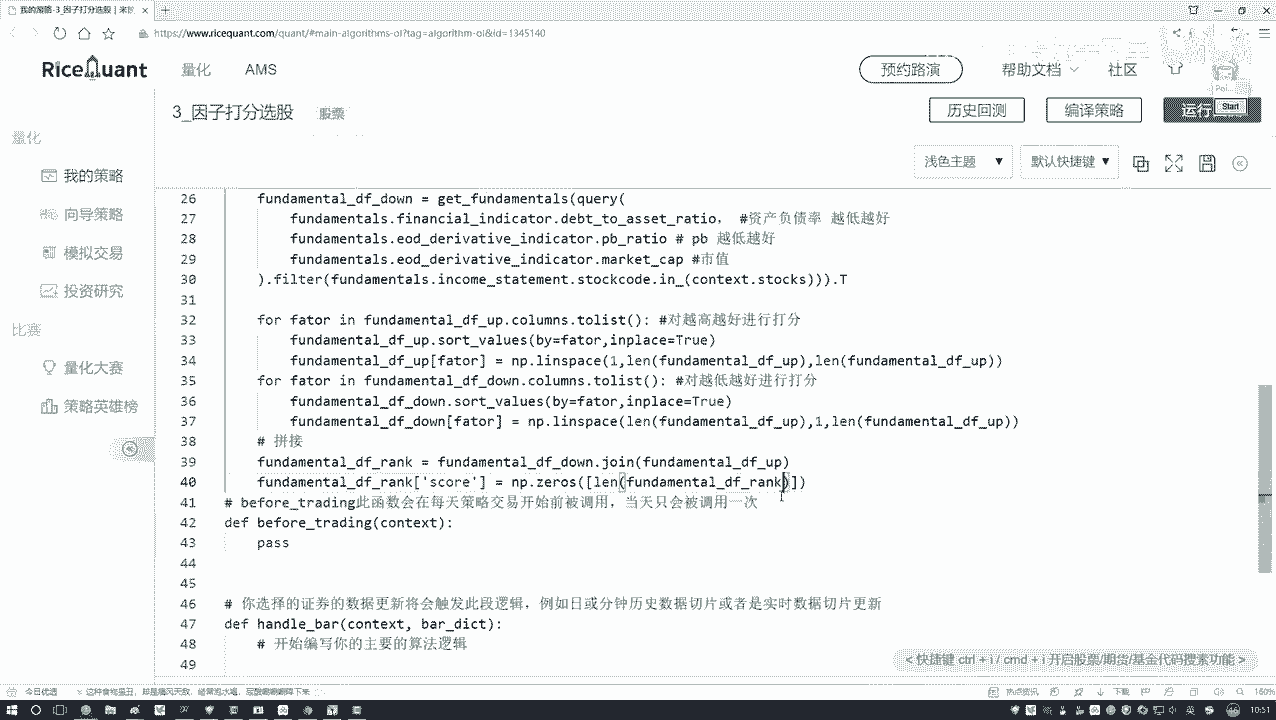 我的策略-3_因子打分选股
https://www.ricequant.com/quant/#main-algorithms-ol?tag=algorithm-ol&id=1345140
RiceQuant
量化
AMS
预约路演
帮助文档
社区
3_因子打分选股
股票
历史回测
编译策略
Start
量化
我的策略
向导策略
模拟交易
投资研究
比赛
量化大赛
策略英雄榜
浅色主题
默认快捷键
26 fundamental_df_down = get_fundamentals(query(
27 fundamentals.financial_indicator.debt_to_asset_ratio, #资产负债率 越低越好
28 fundamentals.eod_derivative_indicator.pb_ratio # pb 越低越好
29 fundamentals.eod_derivative_indicator.market_cap #市值
30 ).filter(fundamentals.income_statement.stockcode.in_(context.stocks))).T
31
32 for fator in fundamental_df_up.columns.tolist(): #对越高越好进行打分
33 fundamental_df_up.sort_values(by=fator,inplace=True)
34 fundamental_df_up[fator] = np.linspace(1,len(fundamental_df_up),len(fundamental_df_up))
35 for fator in fundamental_df_down.columns.tolist(): #对越低越好进行打分
36 fundamental_df_down.sort_values(by=fator,inplace=True)
37 fundamental_df_down[fator] = np.linspace(len(fundamental_df_up),1,len(fundamental_df_up))
38 # 拼接
39 fundamental_df_rank = fundamental_df_down.join(fundamental_df_up)
40 fundamental_df_rank['score'] = np.zeros([len(fundamental_df_rank)])
41 # before_trading此函数会在每天策略交易开始前被调用，当天只会被调用一次
42 def before_trading(context):
43 pass
44
45
46 # 你选择的证券的数据更新将会触发此段逻辑，例如日或分钟历史数据切片或者是实时数据切片更新
47 def handle_bar(context, bar_dict):
48 # 开始编写你的主要的算法逻辑
49
< 快捷键 ctrl + i / cmd + i 开启股票/期货/基金代码搜索功能 >
今日优选
热点资讯
下载
160%
英
10:51